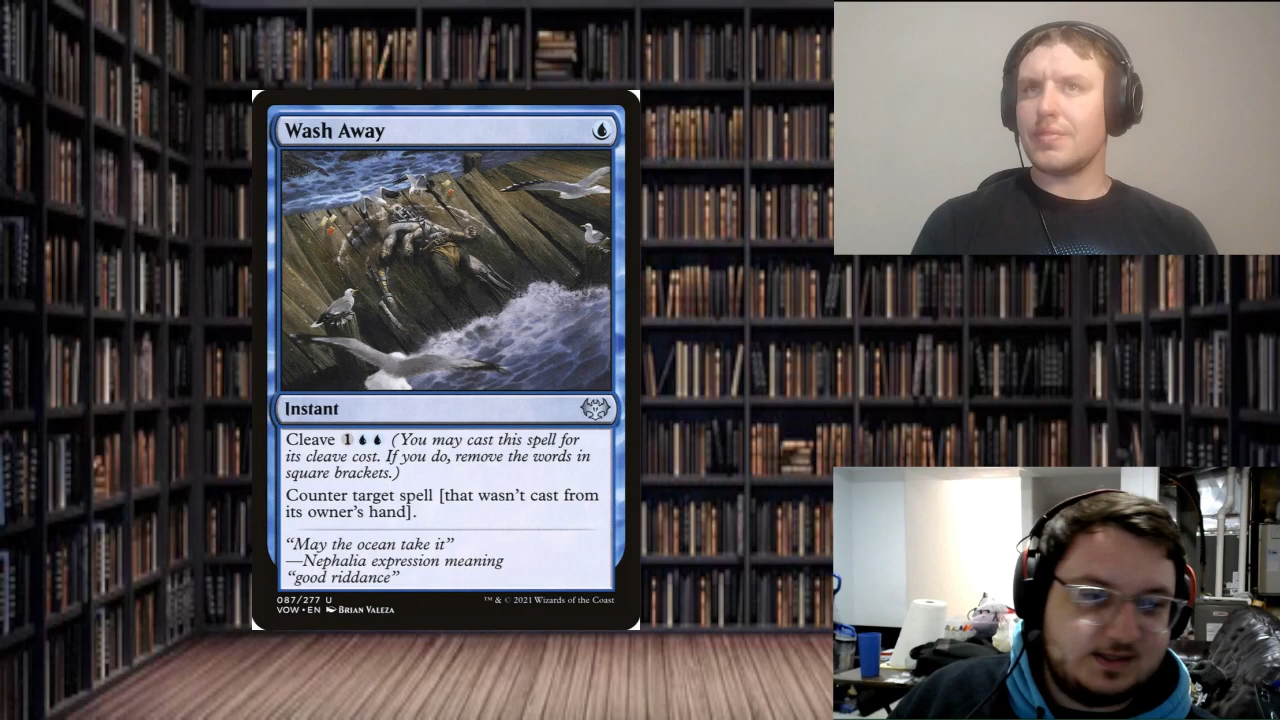 Wash Away
Instant
Cleave 1 (You may cast this spell for
its cleave cost. If you do, remove the words in
square brackets.)
Counter target spell [that wasn't cast from
its owner's hand].
“May the ocean take it”
—Nephalia expression meaning
“good riddance”
087/277 U
VOW • EN BRIAN VALEZA
™ & © 2021 Wizards of the Coast